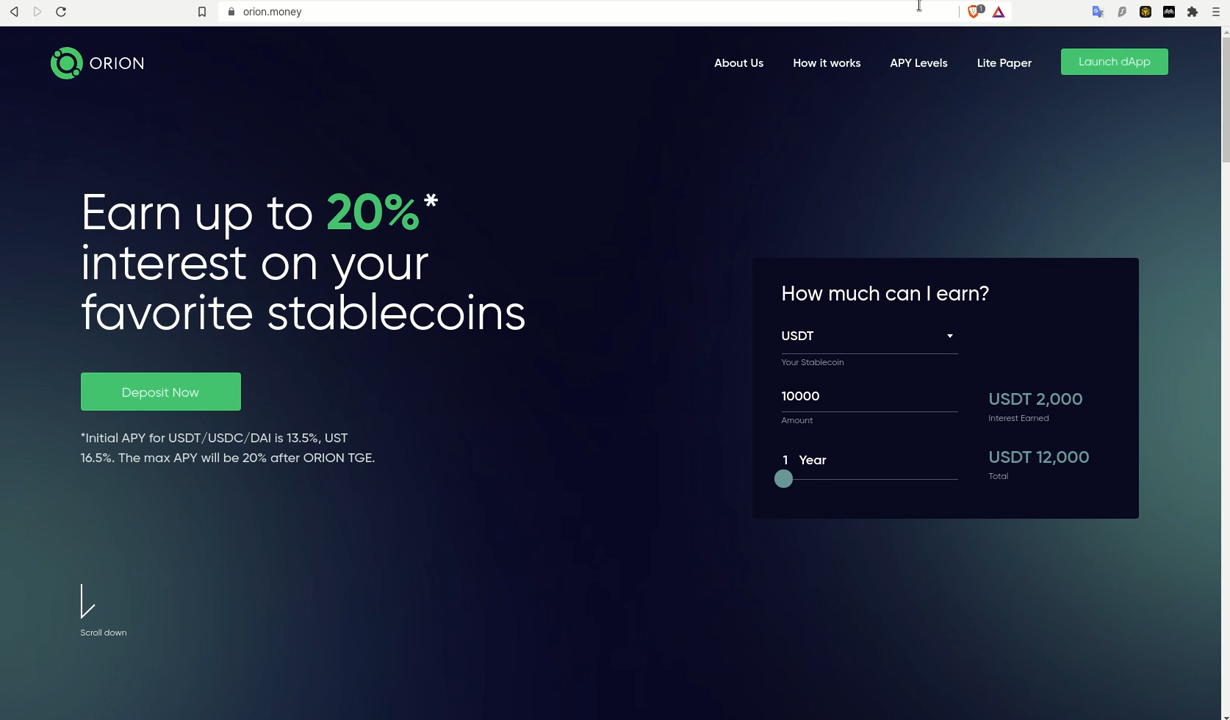 orion.money
1
ORION
About Us
How it works
APY Levels
Lite Paper
Launch dApp
Earn up to 20%*
interest on your
favorite stablecoins
Deposit Now
*Initial APY for USDT/USDC/DAI is 13.5%, UST
16.5%. The max APY will be 20% after ORION TGE.
Scroll down
How much can I earn?
USDT
Your Stablecoin
10000
Amount
1 Year
USDT 2,000
Interest Earned
USDT 12,000
Total